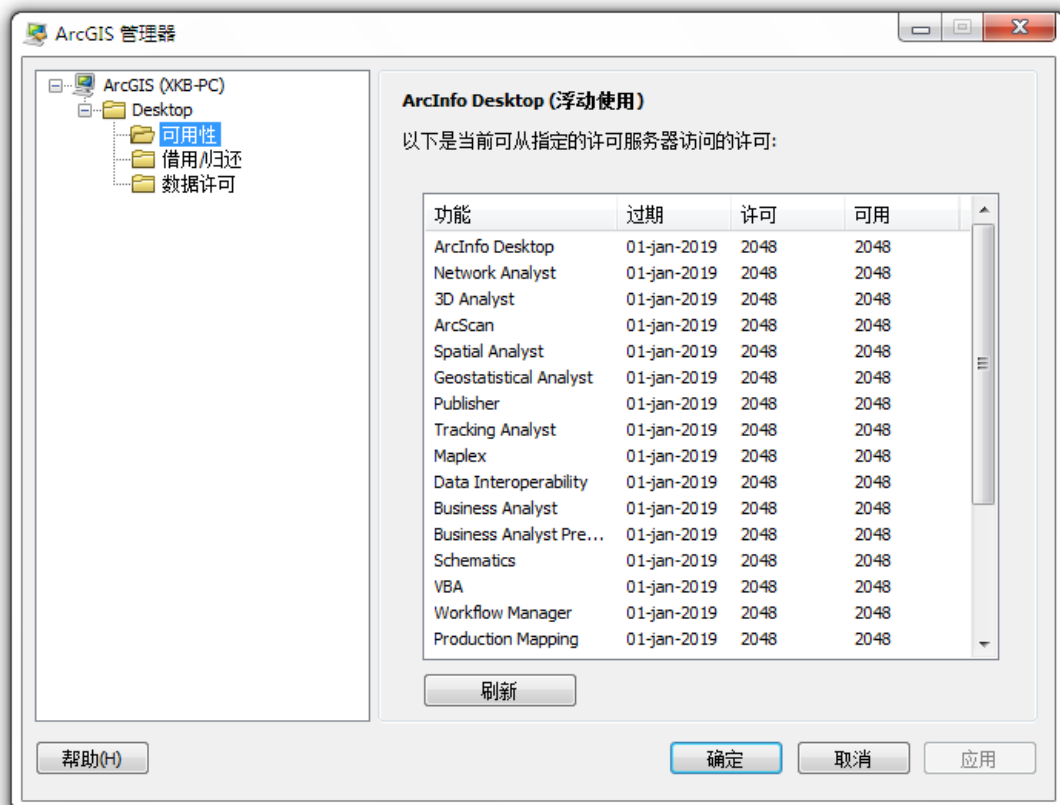 ArcGIS 管理器
ArcGIS (XKB-PC)
Desktop
可用性
借用/归还
数据许可
ArcInfo Desktop (浮动使用)
以下是当前可从指定的许可服务器访问的许可:
功能 过期 许可 可用
ArcInfo Desktop 01-jan-2019 2048 2048
Network Analyst 01-jan-2019 2048 2048
3D Analyst 01-jan-2019 2048 2048
ArcScan 01-jan-2019 2048 2048
Spatial Analyst 01-jan-2019 2048 2048
Geostatistical Analyst 01-jan-2019 2048 2048
Publisher 01-jan-2019 2048 2048
Tracking Analyst 01-jan-2019 2048 2048
Maplex 01-jan-2019 2048 2048
Data Interoperability 01-jan-2019 2048 2048
Business Analyst 01-jan-2019 2048 2048
Business Analyst Pre... 01-jan-2019 2048 2048
Schematics 01-jan-2019 2048 2048
VBA 01-jan-2019 2048 2048
Workflow Manager 01-jan-2019 2048 2048
Production Mapping 01-jan-2019 2048 2048
刷新
帮助(H) 确定 取消 应用